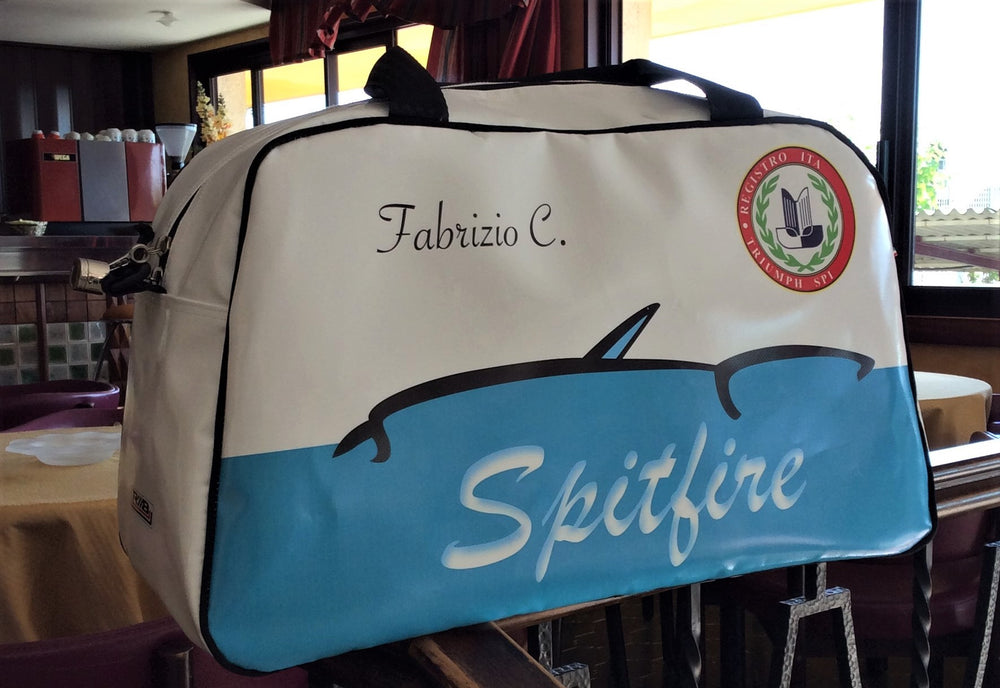 Fabrizio C.
REGISTRO ITA
TRIUMPH SPI
Spitfire